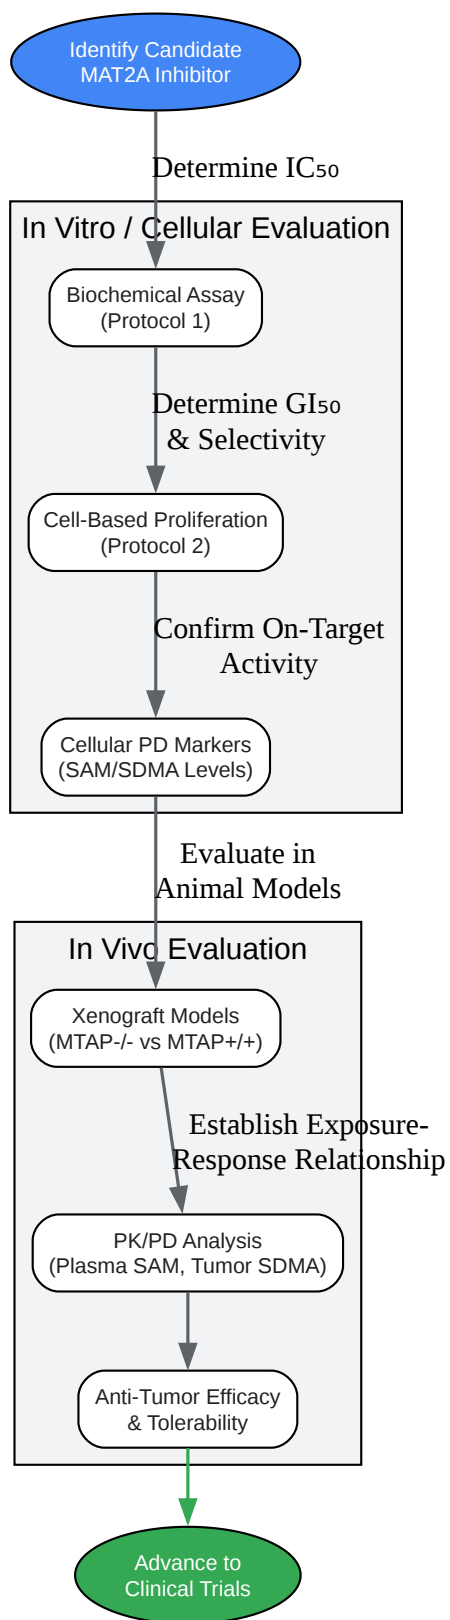 Identify Candidate
MAT2A Inhibitor
Determine IC₅₀
In Vitro / Cellular Evaluation
Biochemical Assay
(Protocol 1)
Determine GI₅₀
& Selectivity
Cell-Based Proliferation
(Protocol 2)
Confirm On-Target
Activity
Cellular PD Markers
(SAM/SDMA Levels)
Evaluate in
Animal Models
In Vivo Evaluation
Xenograft Models
(MTAP-/- vs MTAP+/+)
Establish Exposure-
Response Relationship
PK/PD Analysis
(Plasma SAM, Tumor SDMA)
Anti-Tumor Efficacy
& Tolerability
Advance to
Clinical Trials